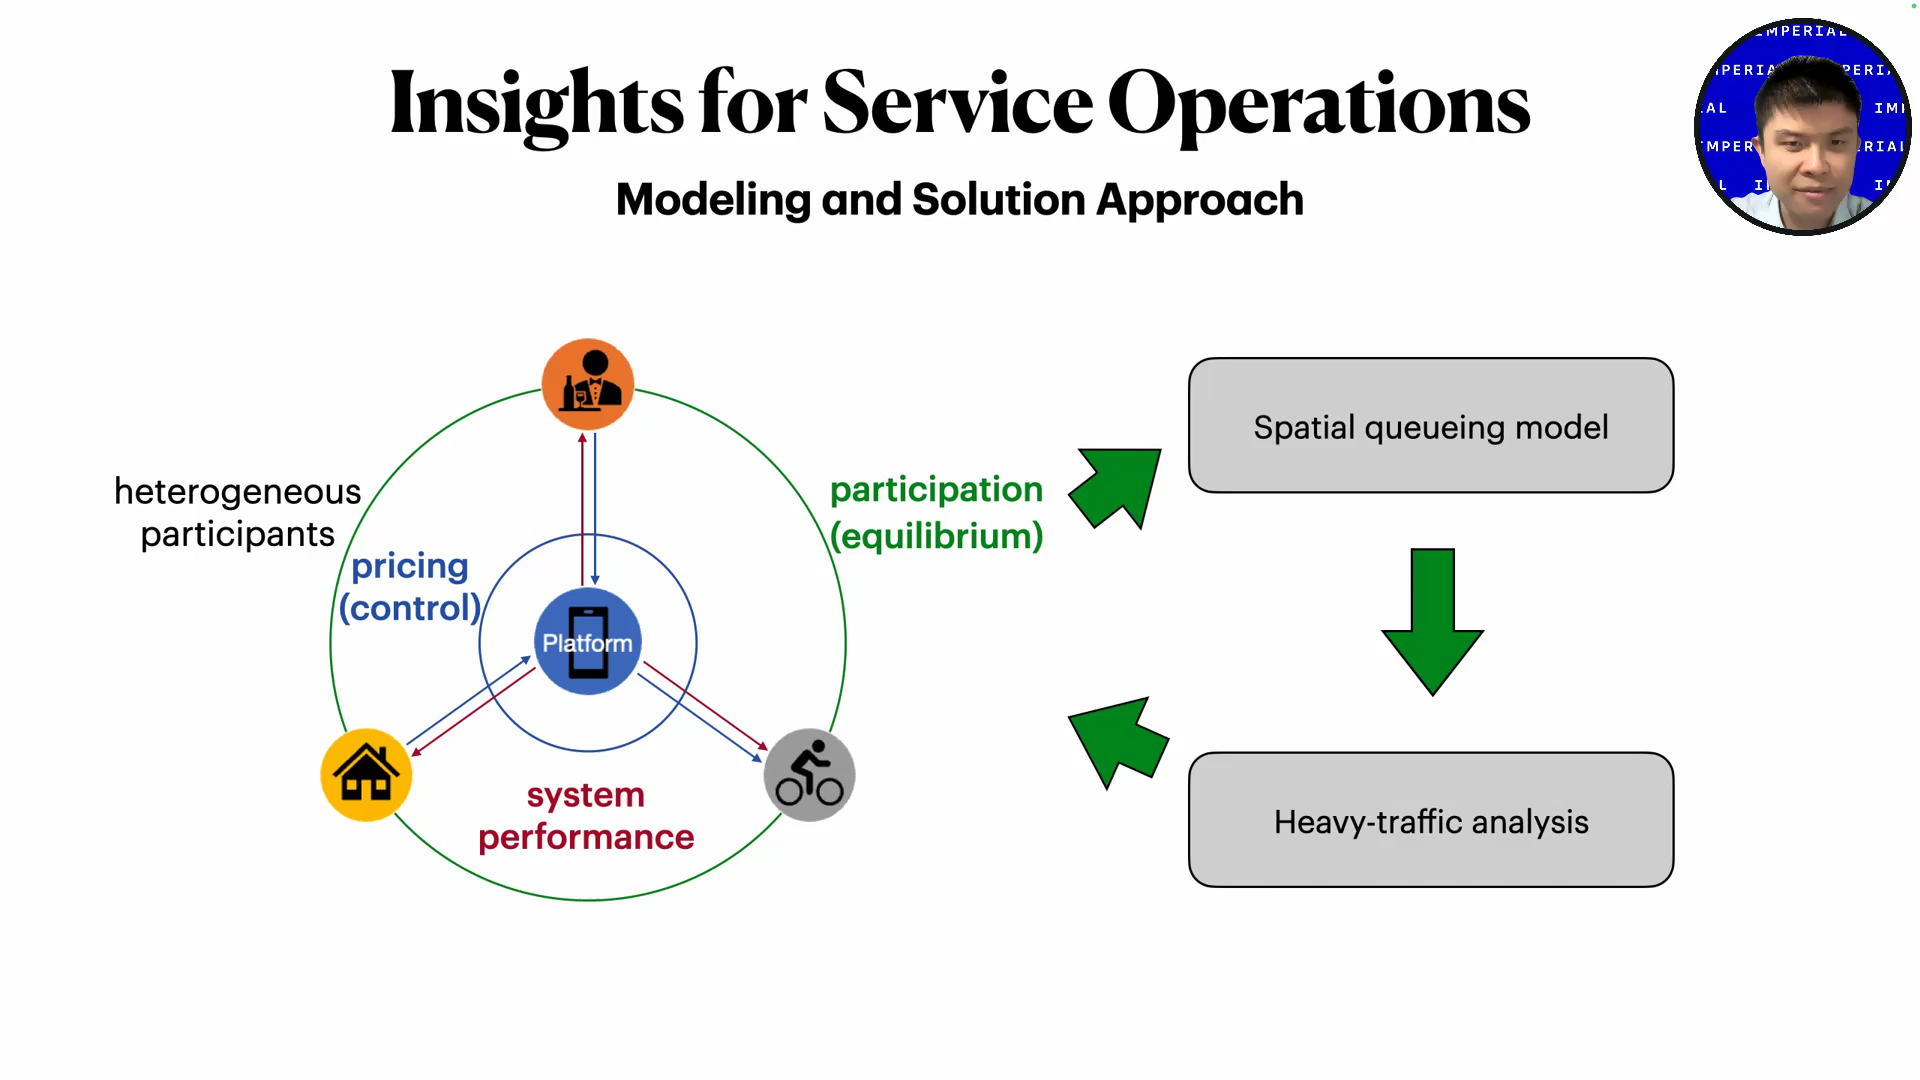 Insights for Service Operations
Modeling and Solution Approach
IMPERIAL
heterogeneous
participants
pricing
(control)
Platform
participation
(equilibrium)
system
performance
Spatial queueing model
Heavy-traffic analysis